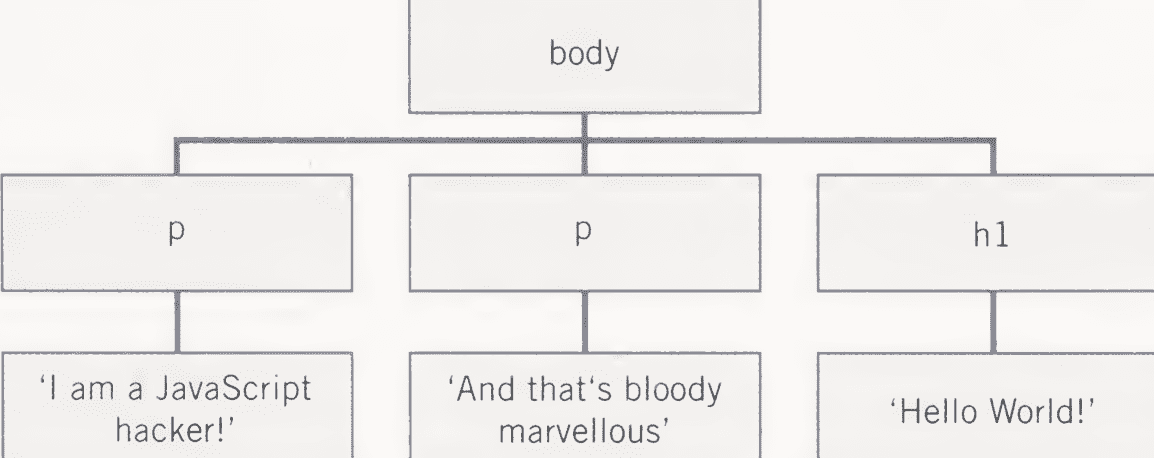 body
p
p
h1
‘I am a JavaScript
hacker!’
‘And that‘s bloody
marvellous’
‘Hello World!’